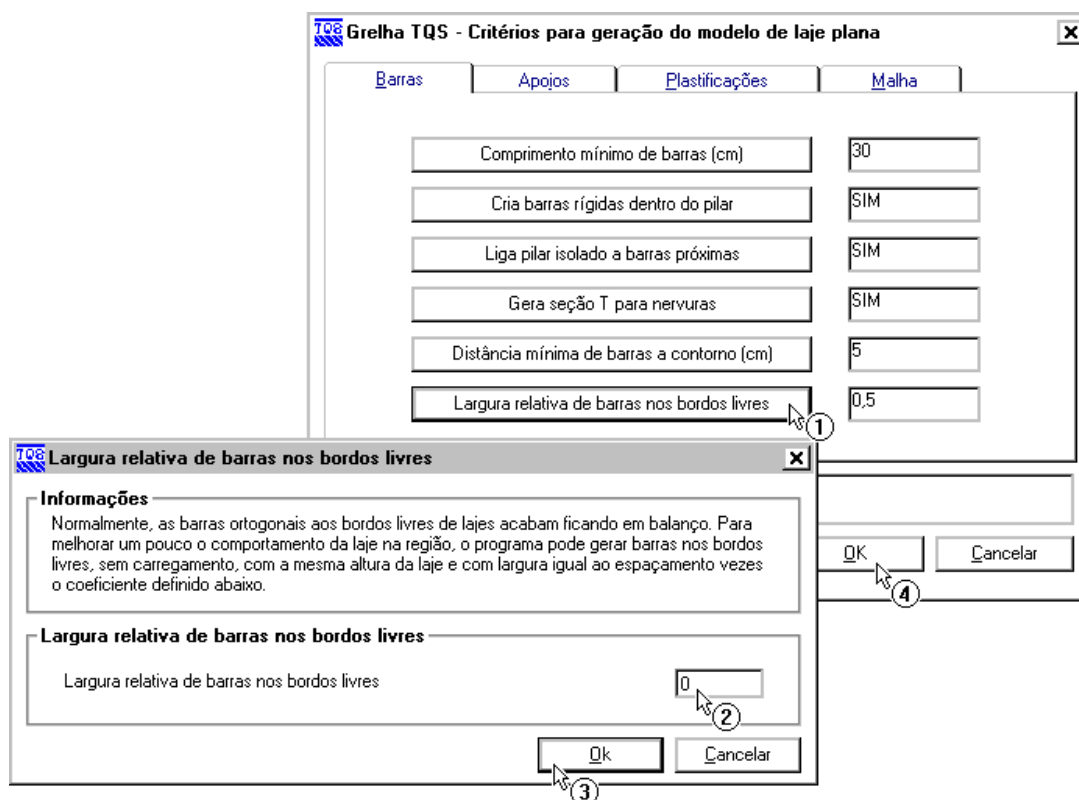 TQS Grelha TQS - Critérios para geração do modelo de laje plana
Barras Apoios Plastificações Malha
Comprimento mínimo de barras (cm) 30
Cria barras rígidas dentro do pilar SIM
Liga pilar isolado a barras próximas SIM
Gera seção T para nervuras SIM
Distância mínima de barras a contorno (cm) 5
Largura relativa de barras nos bordos livres 0,5
1
OK Cancelar
4
TQS Largura relativa de barras nos bordos livres
Informações
Normalmente, as barras ortogonais aos bordos livres de lajes acabam ficando em balanço. Para
melhorar um pouco o comportamento da laje na região, o programa pode gerar barras nos bordos
livres, sem carregamento, com a mesma altura da laje e com largura igual ao espaçamento vezes
o coeficiente definido abaixo.
Largura relativa de barras nos bordos livres
Largura relativa de barras nos bordos livres 0
2
Ok Cancelar
3